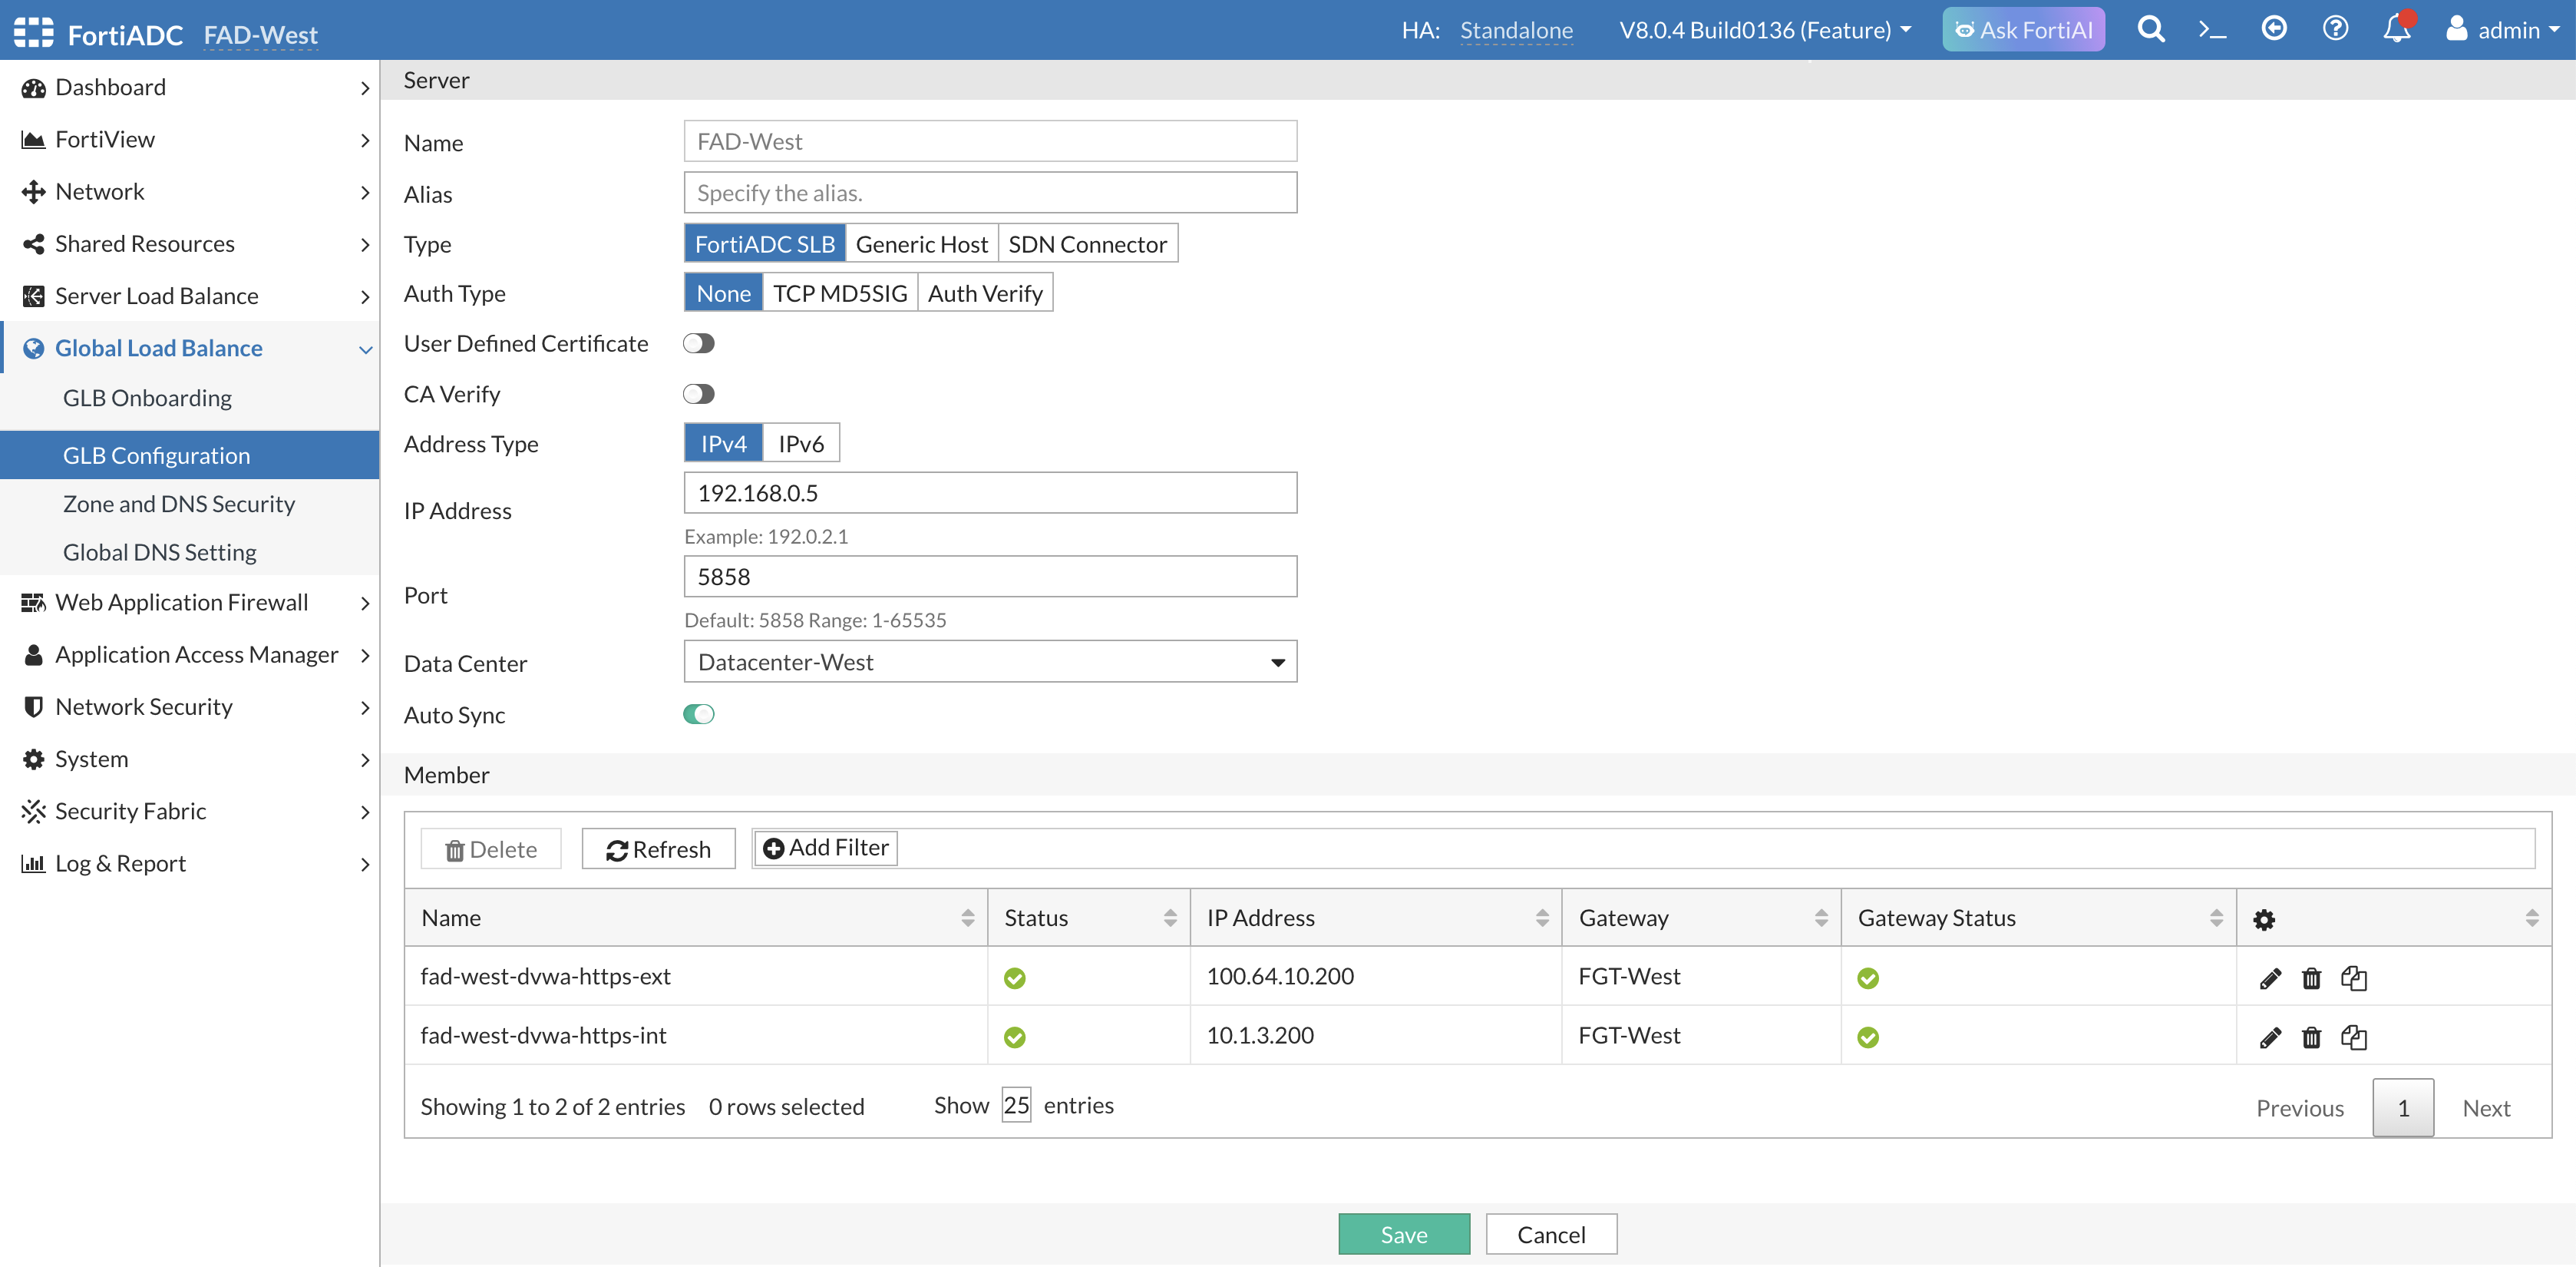 FortiADC FAD-West
HA: Standalone V8.0.4 Build0136 (Feature) Ask FortiAI admin
Dashboard
FortiView
Network
Shared Resources
Server Load Balance
Global Load Balance
GLB Onboarding
GLB Configuration
Zone and DNS Security
Global DNS Setting
Web Application Firewall
Application Access Manager
Network Security
System
Security Fabric
Log & Report
Server
Name FAD-West
Alias Specify the alias.
Type FortiADC SLB Generic Host SDN Connector
Auth Type None TCP MD5SIG Auth Verify
User Defined Certificate
CA Verify
Address Type IPv4 IPv6
IP Address 192.168.0.5
Example: 192.0.2.1
Port 5858
Default: 5858 Range: 1-65535
Data Center Datacenter-West
Auto Sync
Member
Delete Refresh Add Filter
Name Status IP Address Gateway Gateway Status
fad-west-dvwa-https-ext 100.64.10.200 FGT-West
fad-west-dvwa-https-int 10.1.3.200 FGT-West
Showing 1 to 2 of 2 entries 0 rows selected Show 25 entries Previous 1 Next
Save Cancel